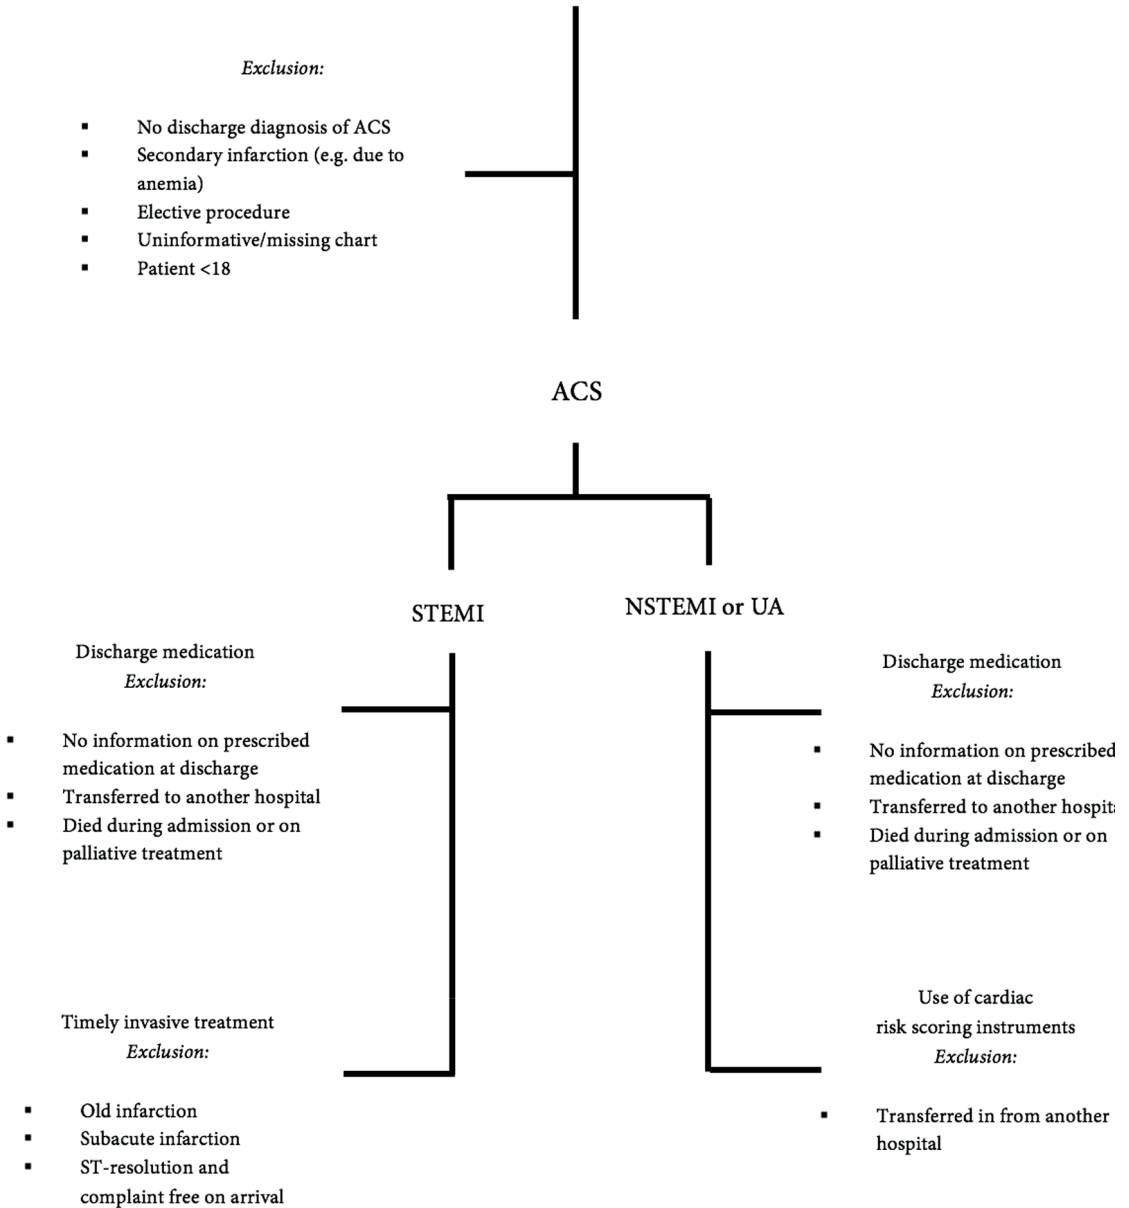 Exclusion:
▪ No discharge diagnosis of ACS
▪ Secondary infarction (e.g. due to
anemia)
▪ Elective procedure
▪ Uninformative/missing chart
▪ Patient <18
ACS
STEMI
NSTEMI or UA
Discharge medication
Exclusion:
▪ No information on prescribed
medication at discharge
▪ Transferred to another hospital
▪ Died during admission or on
palliative treatment
Discharge medication
Exclusion:
▪ No information on prescribed
medication at discharge
▪ Transferred to another
▪ Died during admission or on
palliative treatment
Timely invasive treatment
Exclusion:
▪ Old infarction
▪ Subacute infarction
▪ ST-resolution and
complaint free on arrival
Use of cardiac
risk scoring instruments
Exclusion:
▪ Transferred in from another
hospital